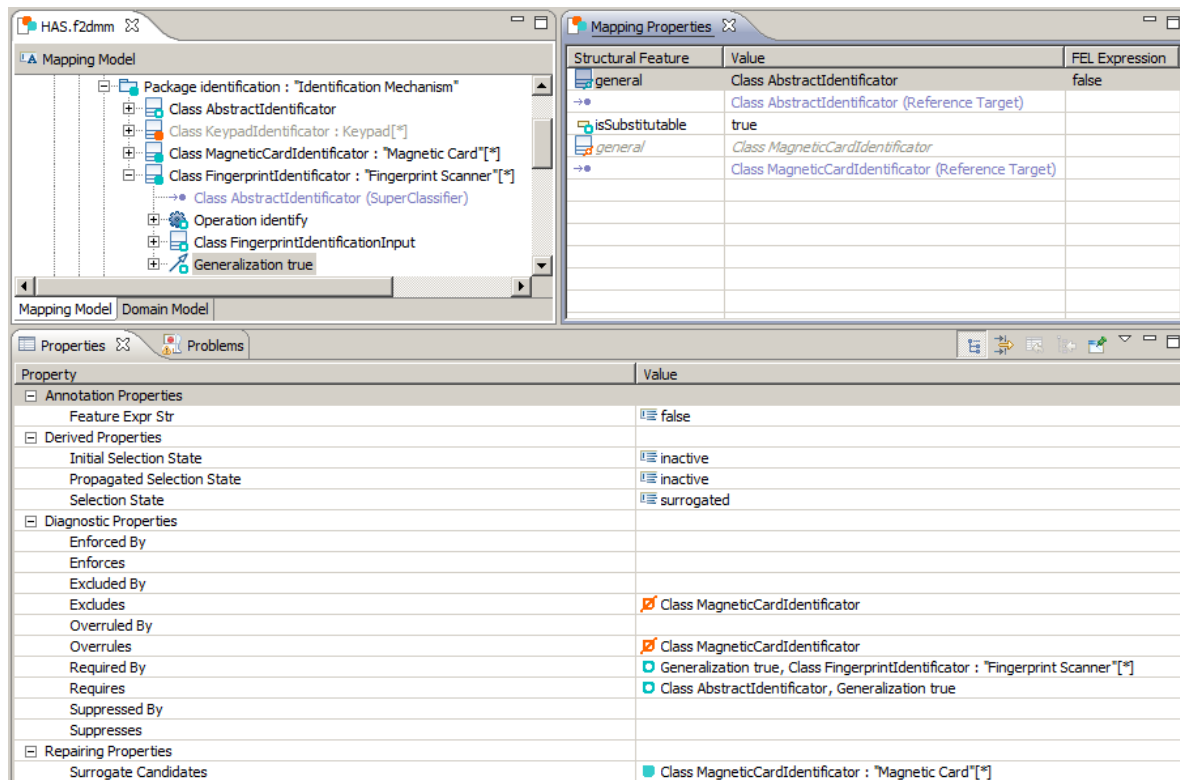 HAS.f2dmm
Mapping Model
Package identification : "Identification Mechanism"
Class AbstractIdentificator
Class KeypadIdentificator : Keypad[*]
Class MagneticCardIdentificator : "Magnetic Card"[*]
Class FingerprintIdentificator : "Fingerprint Scanner"[*]
Class AbstractIdentificator (SuperClassifier)
Operation identify
Class FingerprintIdentificationInput
Generalization true
Mapping Model Domain Model
Mapping Properties
Structural Feature Value FEL Expression
general Class AbstractIdentificator false
Class AbstractIdentificator (Reference Target)
isSubstitutable true
general Class MagneticCardIdentificator
Class MagneticCardIdentificator (Reference Target)
Properties Problems
Property Value
Annotation Properties
Feature Expr Str false
Derived Properties
Initial Selection State inactive
Propagated Selection State inactive
Selection State surrogated
Diagnostic Properties
Enforced By
Enforces
Excluded By
Excludes Class MagneticCardIdentificator
Overruled By
Overrules Class MagneticCardIdentificator
Required By Generalization true, Class FingerprintIdentificator : "Fingerprint Scanner"[*]
Requires Class AbstractIdentificator, Generalization true
Suppressed By
Suppresses
Repairing Properties
Surrogate Candidates Class MagneticCardIdentificator : "Magnetic Card"[*]